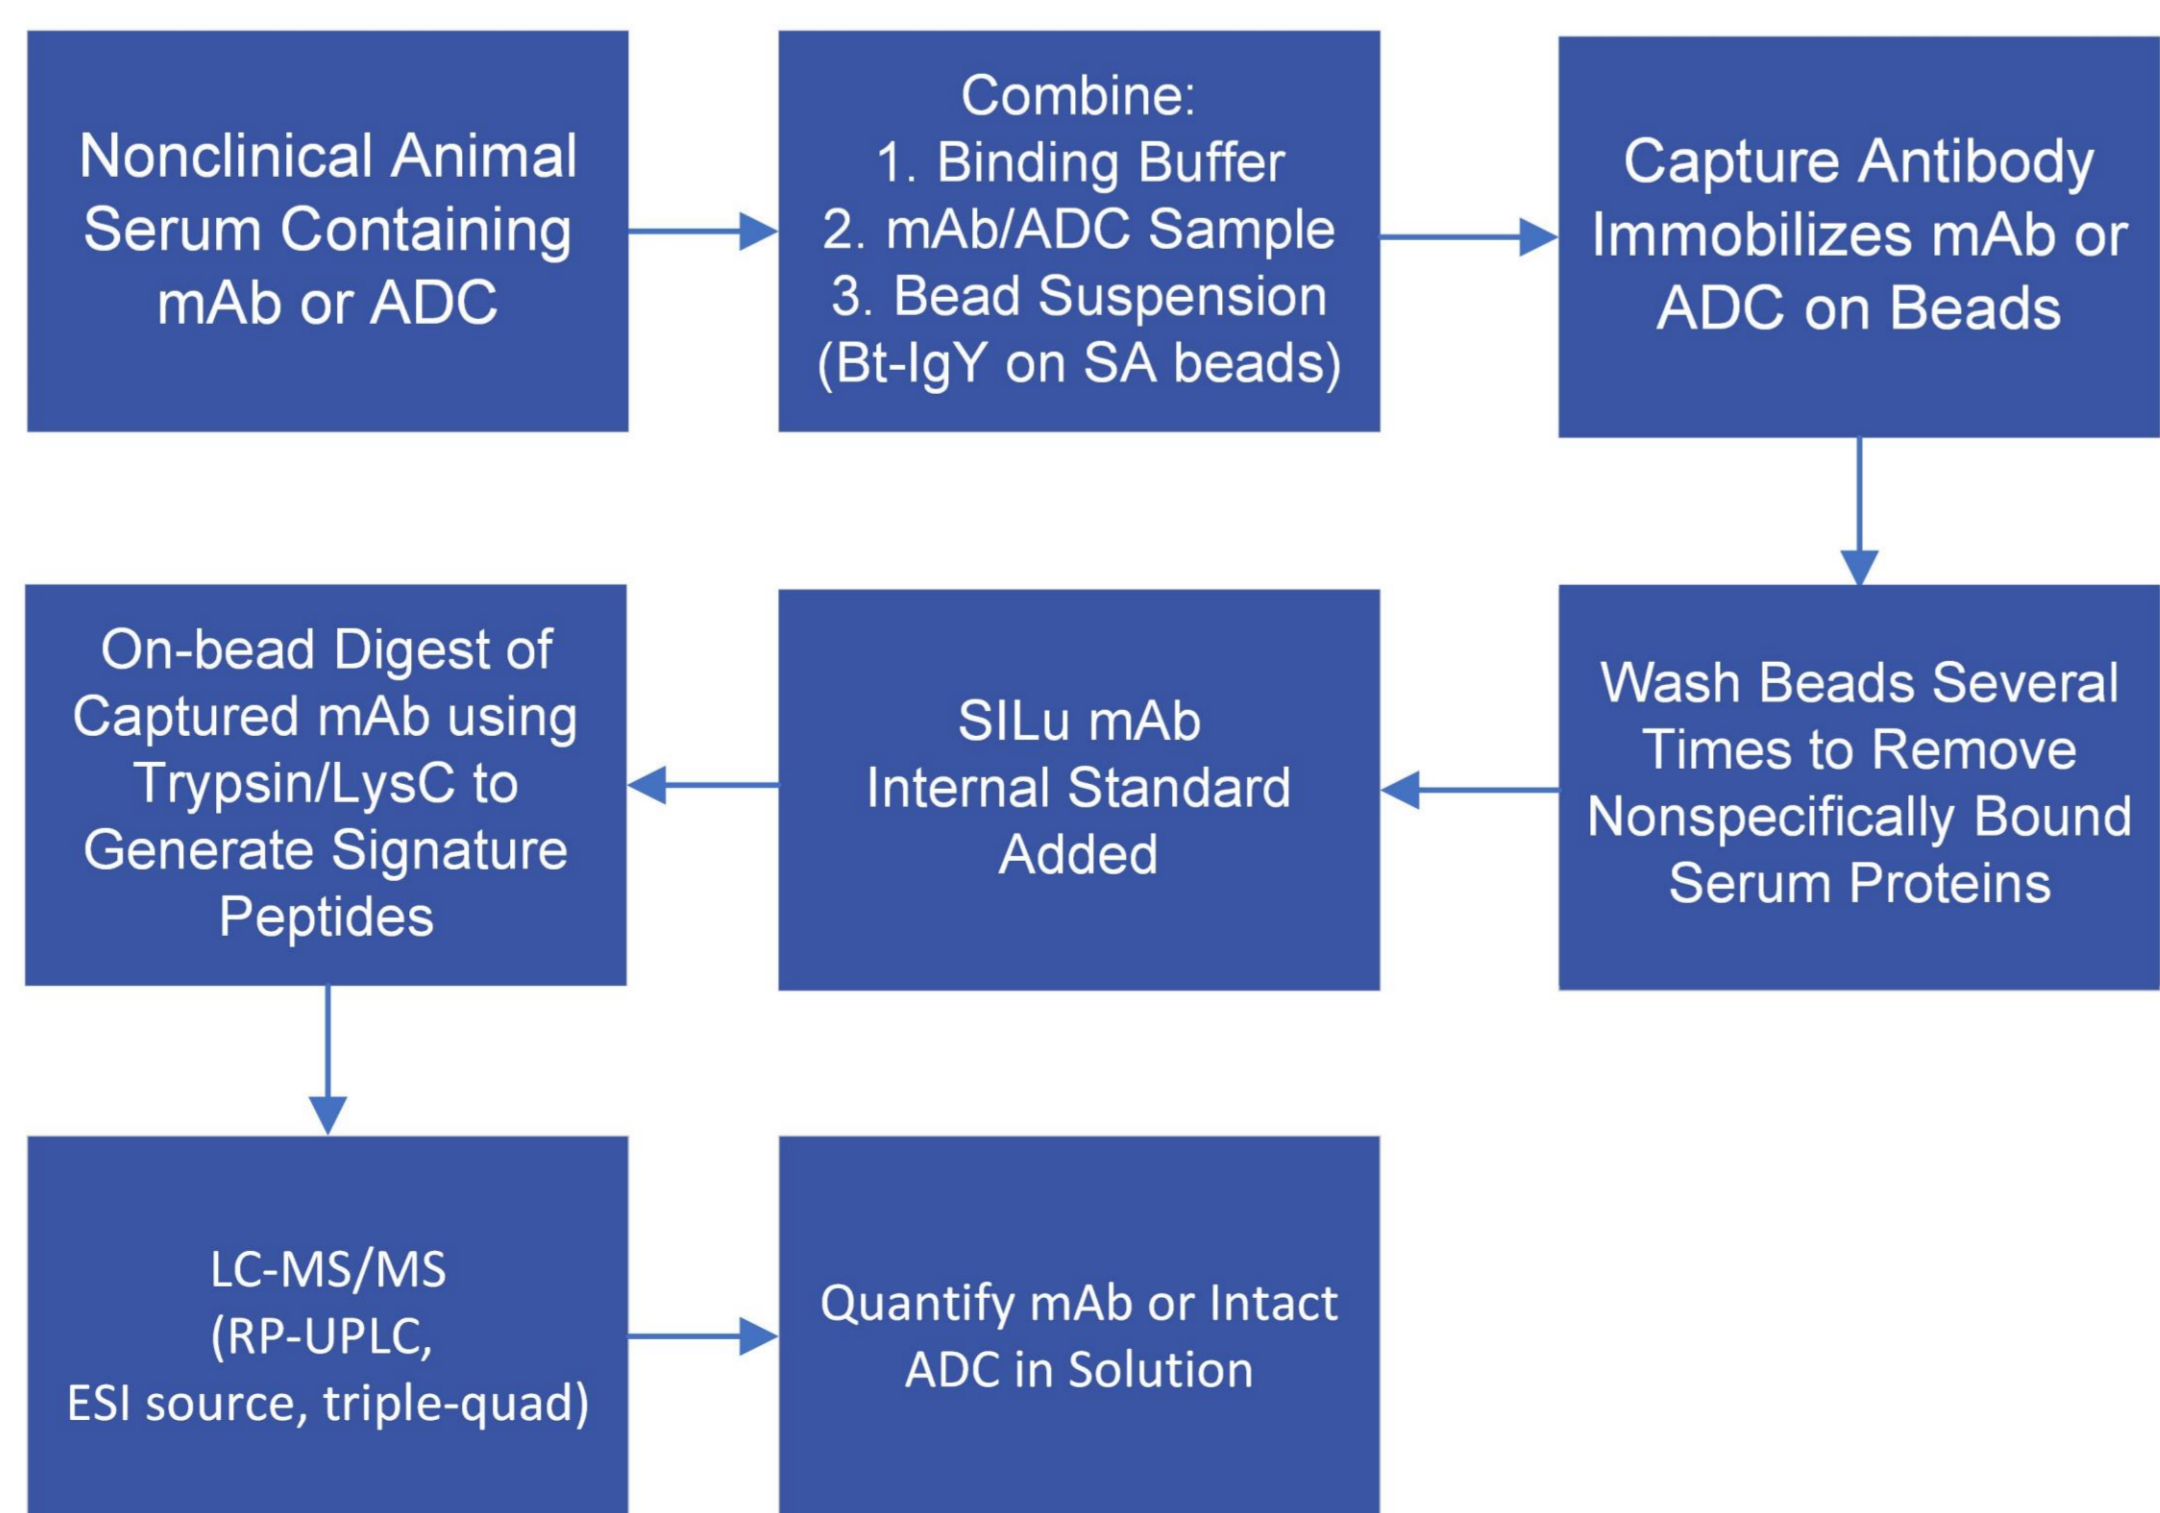 Nonclinical Animal
Serum Containing
mAb or ADC
Combine:
1. Binding Buffer
2. mAb/ADC Sample
3. Bead Suspension
(Bt-IgY on SA beads)
Capture Antibody
Immobilizes mAb or
ADC on Beads
Wash Beads Several
Times to Remove
Nonspecifically Bound
Serum Proteins
SILu mAb
Internal Standard
Added
On-bead Digest of
Captured mAb using
Trypsin/LysC to
Generate Signature
Peptides
LC-MS/MS
(RP-UPLC,
ESI source, triple-quad)
Quantify mAb or Intact
ADC in Solution